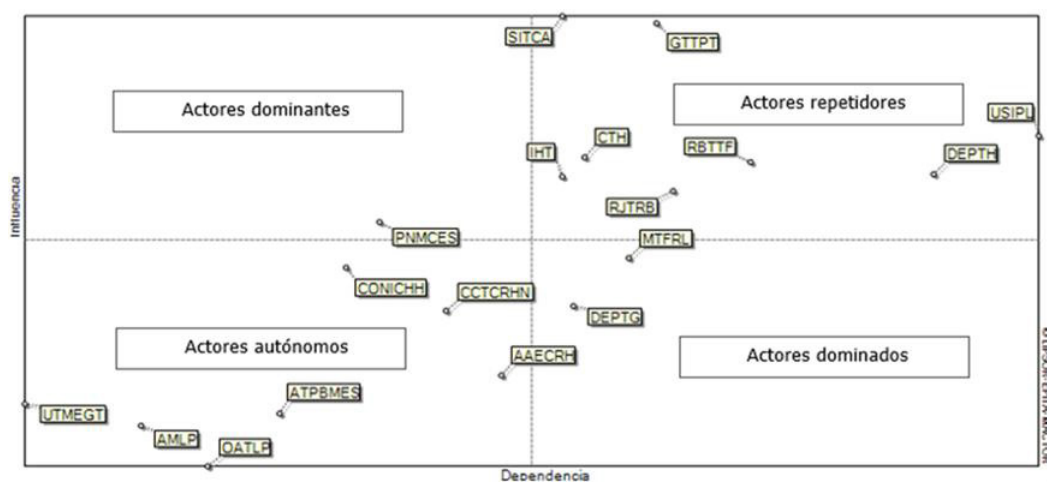 SITCA
GTTPT
Actores dominantes
Actores repetidores
USIPL
CTH
IHT
RBTTF
DEPTH
RJTRB
Influencia
PNMCES
MTFRL
CONICHH
CCTCRHN
DEPTG
Actores autónomos
AAECRH
Actores dominados
ATPBMES
UTMEGT
AMLP
OATLP
Dependencia